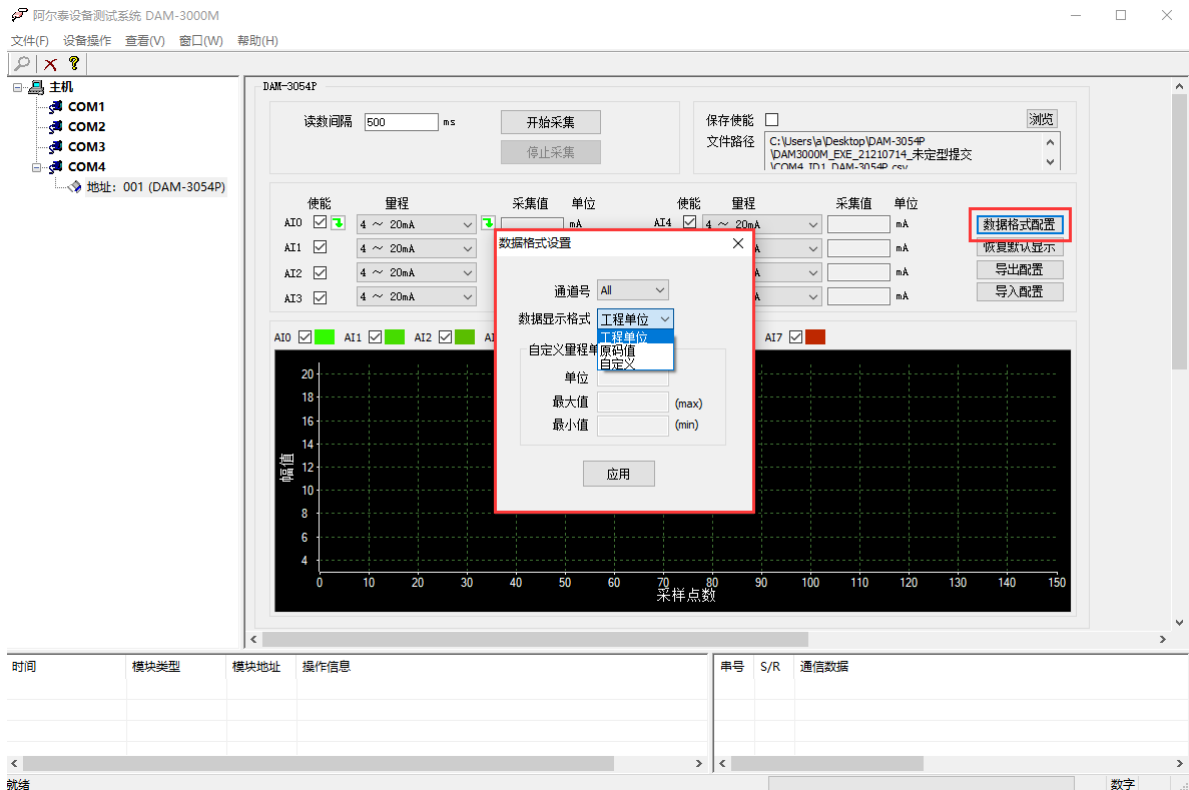 阿尔泰设备测试系统 DAM-3000M
文件(F) 设备操作 查看(V) 窗口(W) 帮助(H)
主机
COM1
COM2
COM3
COM4
地址：001 (DAM-3054P)
DAM-3054P
读数间隔 500 ms
开始采集
停止采集
保存使能
浏览
文件路径
C:\Users\a\Desktop\DAM-3054P
\DAM3000M_EXE_21210714_未定型提交
\COM4_ID1_DAM-3054P.csv
使能 量程 采集值 单位 使能 量程 采集值 单位
AI0 4 ～ 20mA mA AI4 4 ～ 20mA mA
AI1 4 ～ 20mA mA
AI2 4 ～ 20mA mA
AI3 4 ～ 20mA mA
数据格式配置
恢复默认显示
导出配置
导入配置
数据格式设置
通道号 All
数据显示格式 工程单位
工程单位
原码值
自定义
自定义量程单
单位
最大值 (max)
最小值 (min)
应用
AI0 AI1 AI2 AI7
幅值
20
18
16
14
12
10
8
6
4
0 10 20 30 40 50 60 70 80 90 100 110 120 130 140 150
采样点数
时间 模块类型 模块地址 操作信息
串号 S/R 通信数据
就绪
数字